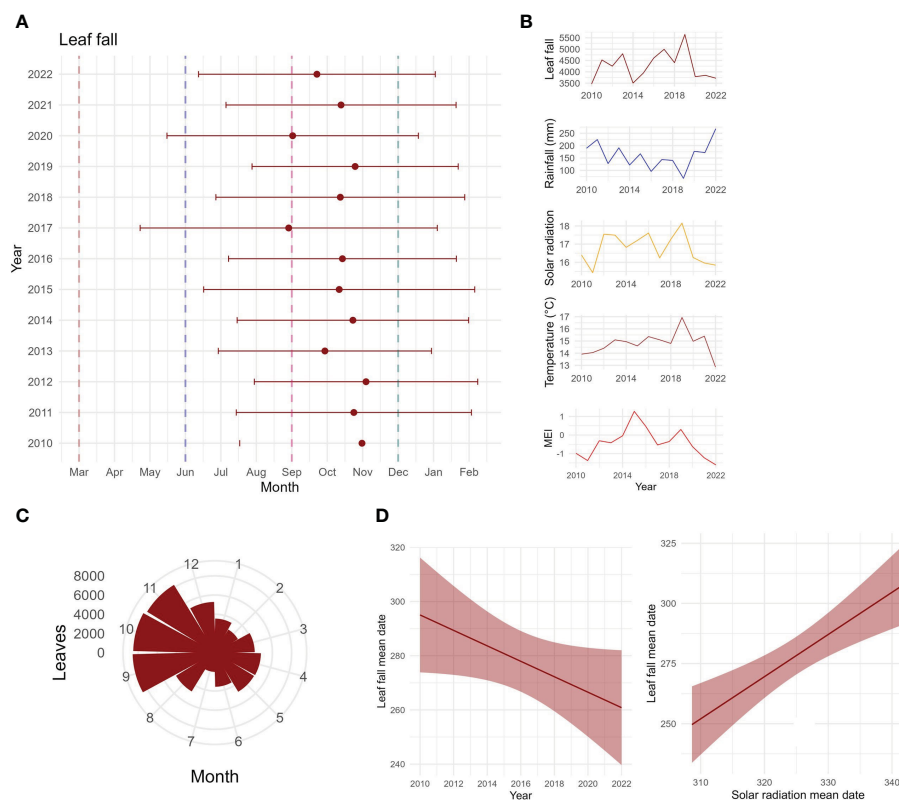 A
Leaf fall
2022
2021
2020
2019
2018
2017
2016
2015
2014
2013
2012
2011
2010
Year
Mar Apr May Jun Jul Aug Sep Oct Nov Dec Jan Feb
Month
B
Leaf fall
5500
5000
4500
4000
3500
2010 2014 2018 2022
Rainfall (mm)
250
200
150
100
2010 2014 2018 2022
Solar radiation
18
17
16
2010 2014 2018 2022
Temperature (°C)
17
16
15
14
13
2010 2014 2018 2022
MEI
1
0
-1
2010 2014 2018 2022
Year
C
Leaves
8000
6000
4000
2000
0
12 1
11 2
10 3
9 4
8 5
7 6
Month
D
Leaf fall mean date
320
300
280
260
240
2010 2012 2014 2016 2018 2020 2022
Year
Leaf fall mean date
325
300
275
250
310 320 330 340
Solar radiation mean date